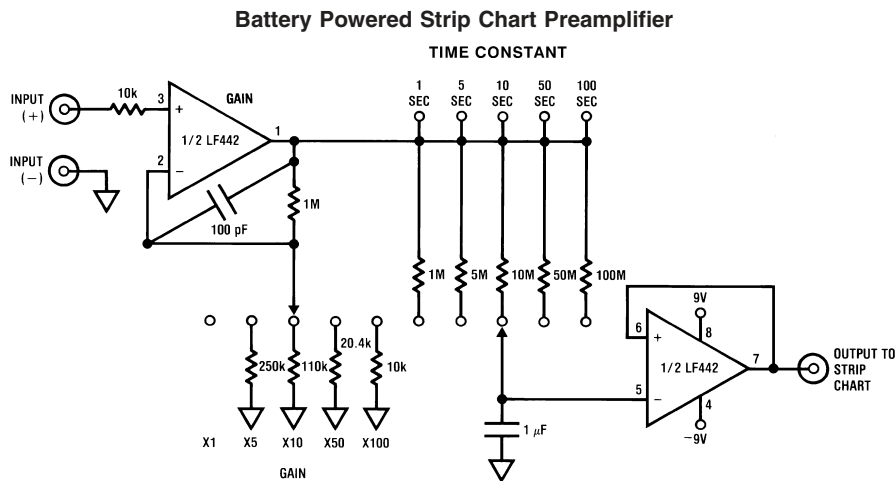 Battery Powered Strip Chart Preamplifier
TIME CONSTANT
1 SEC
5 SEC
10 SEC
50 SEC
100 SEC
INPUT (+)
10k
3
+
GAIN
1/2 LF442
1
INPUT (−)
2
−
100 pF
1M
1M
5M
10M
50M
100M
250k
110k
20.4k
10k
X1
X5
X10
X50
X100
GAIN
1 μF
9V
8
6
+
1/2 LF442
7
5
−
4
−9V
OUTPUT TO
STRIP
CHART